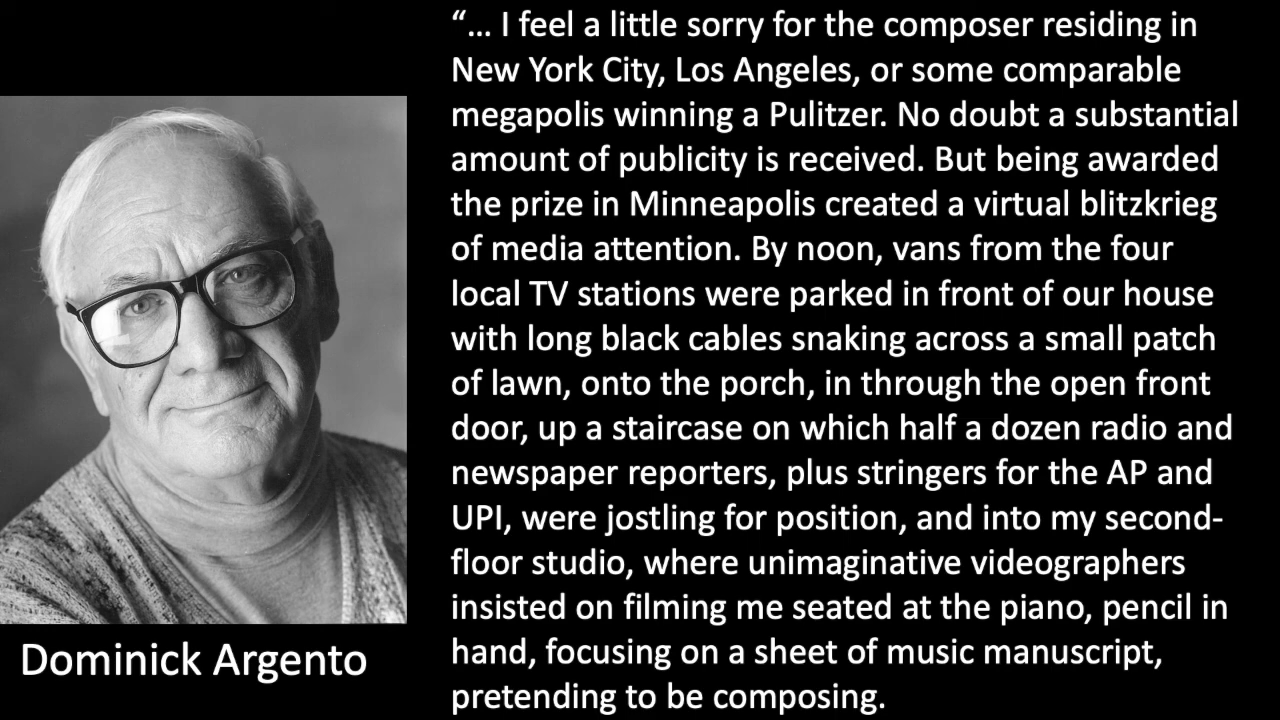 “... I feel a little sorry for the composer residing in
New York City, Los Angeles, or some comparable
megapolis winning a Pulitzer. No doubt a substantial
amount of publicity is received. But being awarded
the prize in Minneapolis created a virtual blitzkrieg
of media attention. By noon, vans from the four
local TV stations were parked in front of our house
with long black cables snaking across a small patch
of lawn, onto the porch, in through the open front
door, up a staircase on which half a dozen radio and
newspaper reporters, plus stringers for the AP and
UPI, were jostling for position, and into my second-
floor studio, where unimaginative videographers
insisted on filming me seated at the piano, pencil in
hand, focusing on a sheet of music manuscript,
pretending to be composing.
Dominick Argento